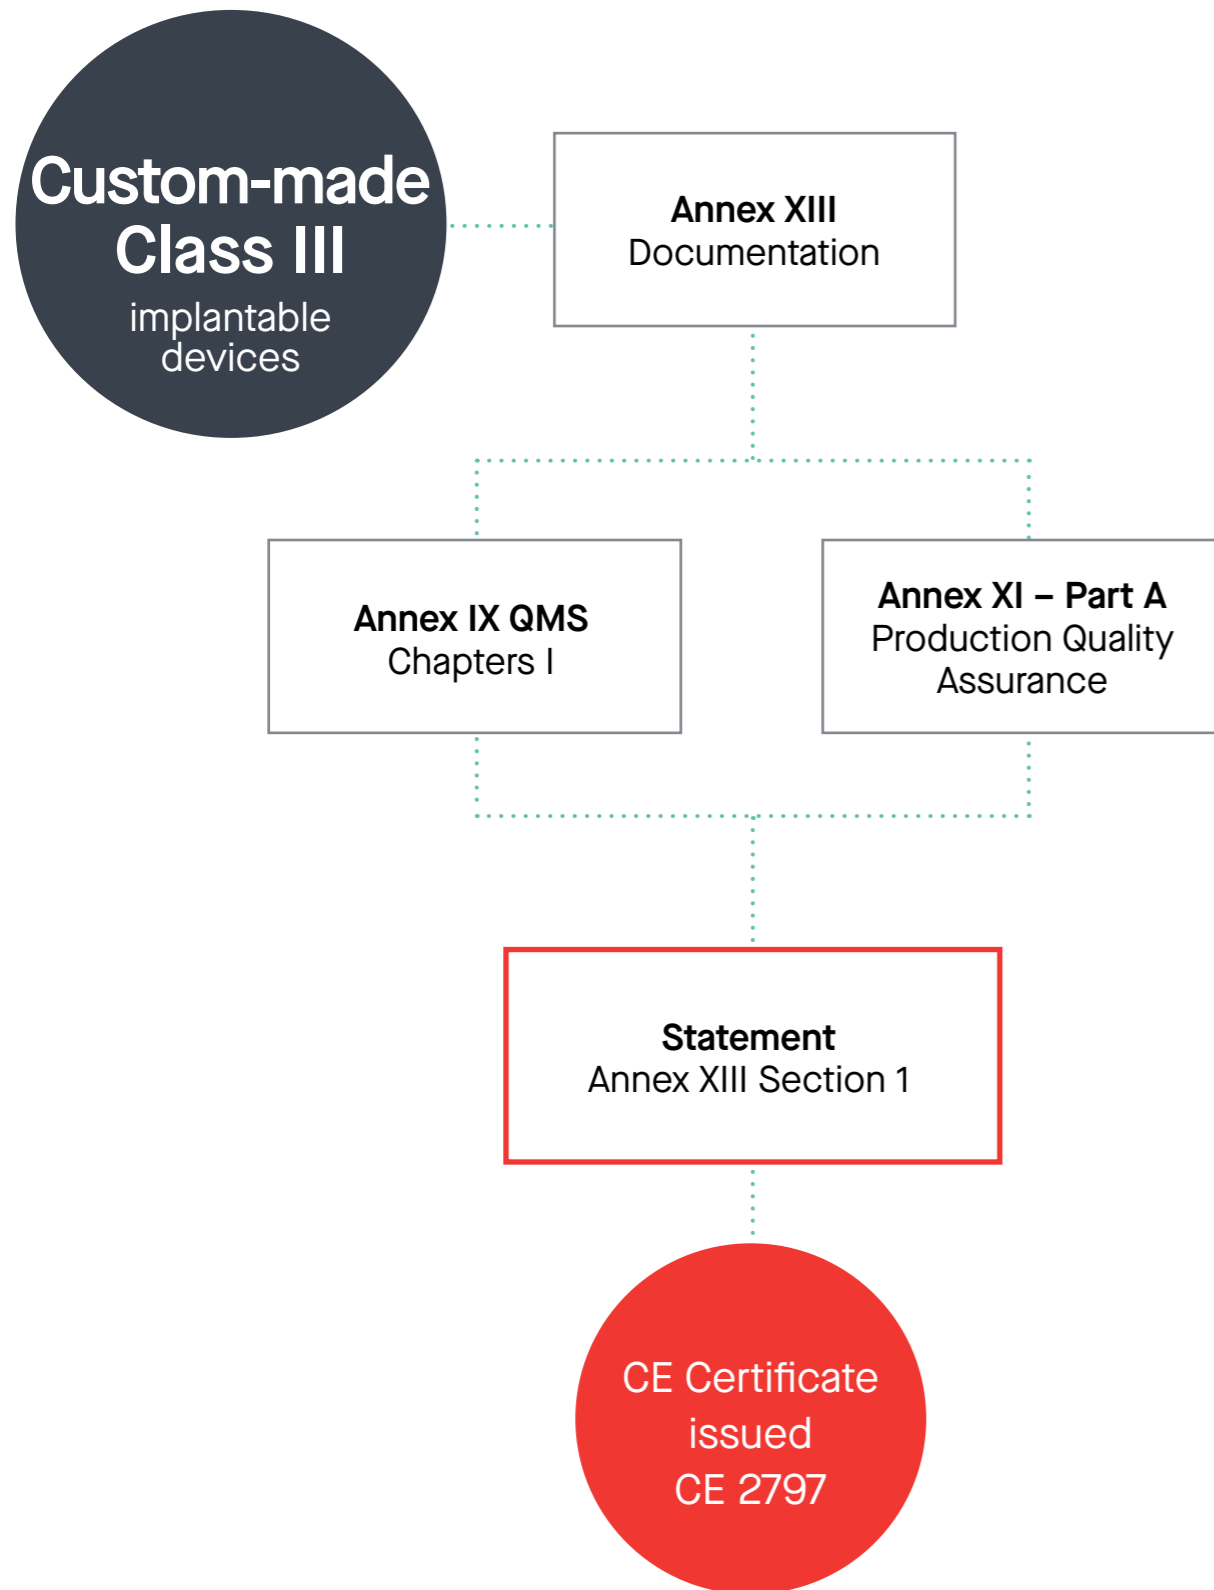 Custom-made
Class III
implantable
devices
Annex XIII
Documentation
Annex IX QMS
Chapters I
Annex XI – Part A
Production Quality
Assurance
Statement
Annex XIII Section 1
CE Certificate
issued
CE 2797